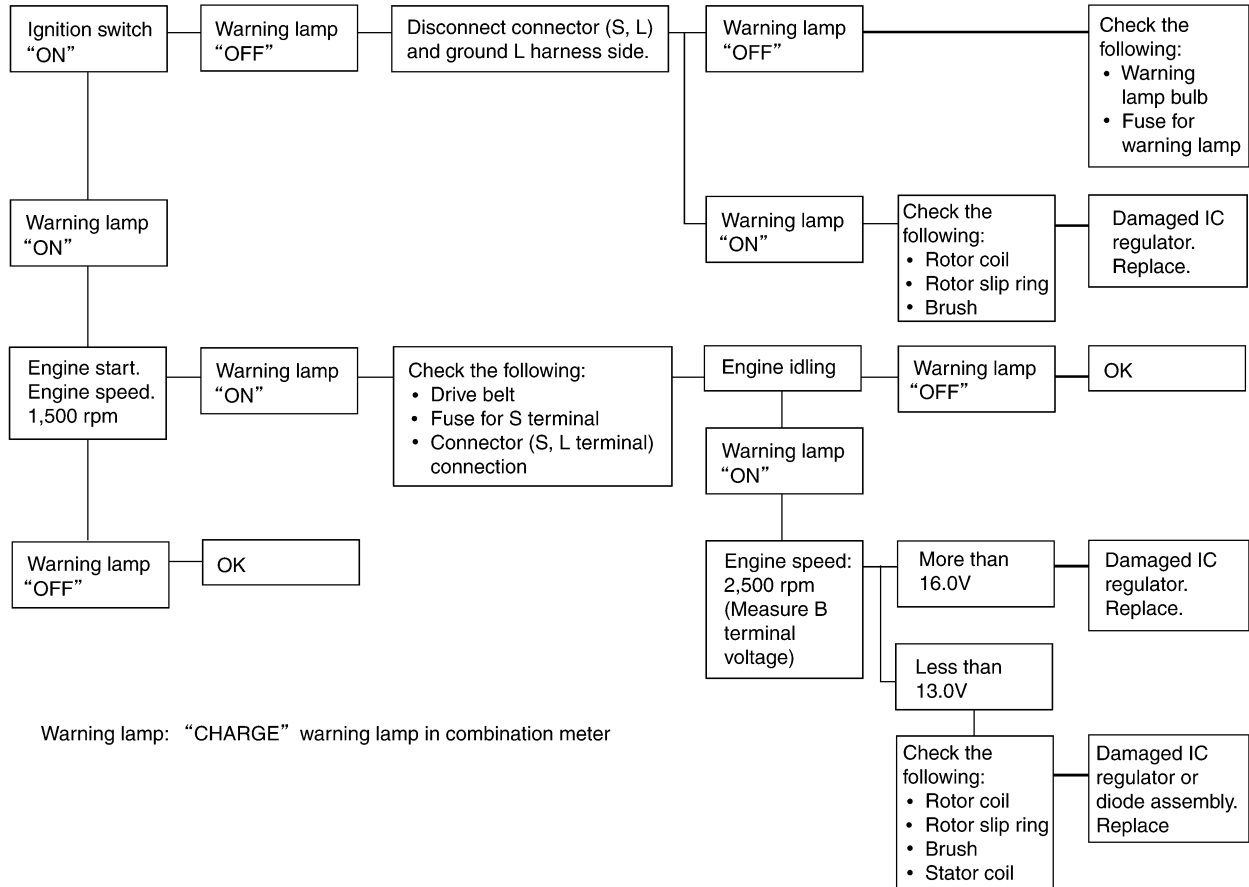 Ignition switch
“ON”
Warning lamp
“OFF”
Disconnect connector (S, L)
and ground L harness side.
Warning lamp
“OFF”
Check the
following:
• Warning
lamp bulb
• Fuse for
warning lamp
Warning lamp
“ON”
Warning lamp
“ON”
Check the
following:
• Rotor coil
• Rotor slip ring
• Brush
Damaged IC
regulator.
Replace.
Engine start.
Engine speed.
1,500 rpm
Warning lamp
“ON”
Check the following:
• Drive belt
• Fuse for S terminal
• Connector (S, L terminal)
connection
Engine idling
Warning lamp
“OFF”
OK
Warning lamp
“ON”
Warning lamp
“OFF”
OK
Engine speed:
2,500 rpm
(Measure B
terminal
voltage)
More than
16.0V
Damaged IC
regulator.
Replace.
Less than
13.0V
Warning lamp: “CHARGE” warning lamp in combination meter
Check the
following:
• Rotor coil
• Rotor slip ring
• Brush
• Stator coil
Damaged IC
regulator or
diode assembly.
Replace